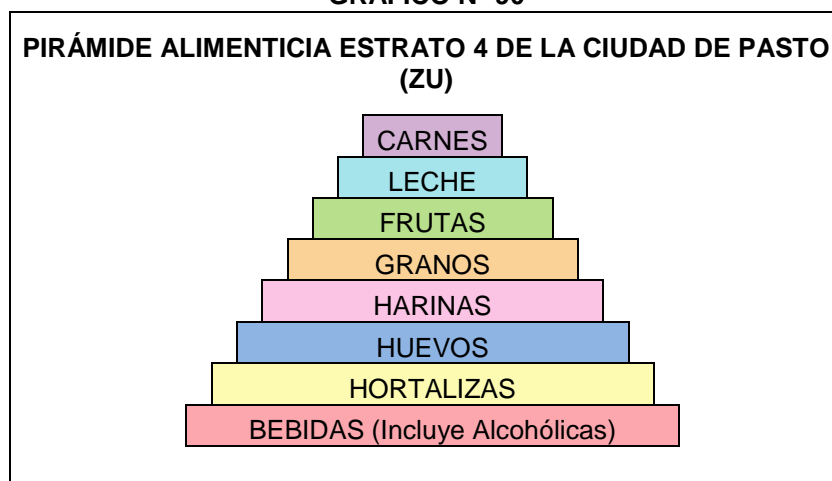 PIRÁMIDE ALIMENTICIA ESTRATO 4 DE LA CIUDAD DE PASTO
(ZU)
CARNES
LECHE
FRUTAS
GRANOS
HARINAS
HUEVOS
HORTALIZAS
BEBIDAS (Incluye Alcohólicas)